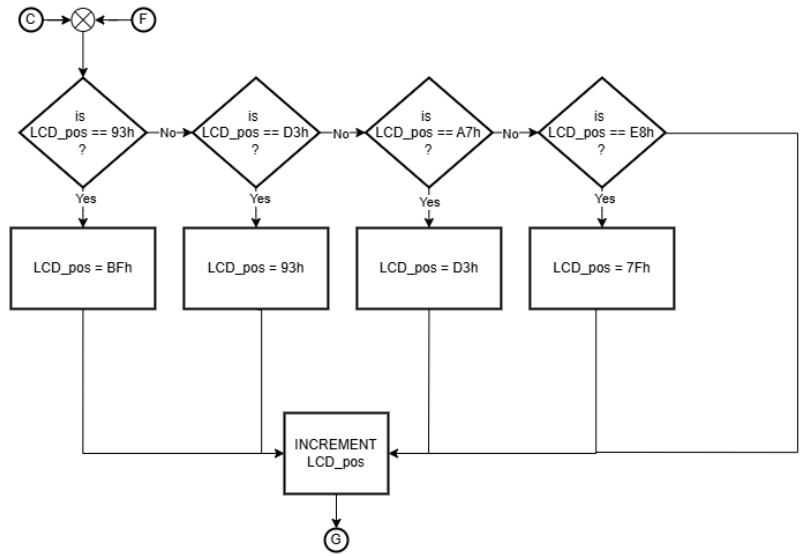 C
F
is
LCD_pos == 93h
?
No
is
LCD_pos == D3h
?
No
is
LCD_pos == A7h
?
No
is
LCD_pos == E8h
?
Yes
Yes
Yes
Yes
LCD_pos = BFh
LCD_pos = 93h
LCD_pos = D3h
LCD_pos = 7Fh
INCREMENT
LCD_pos
G